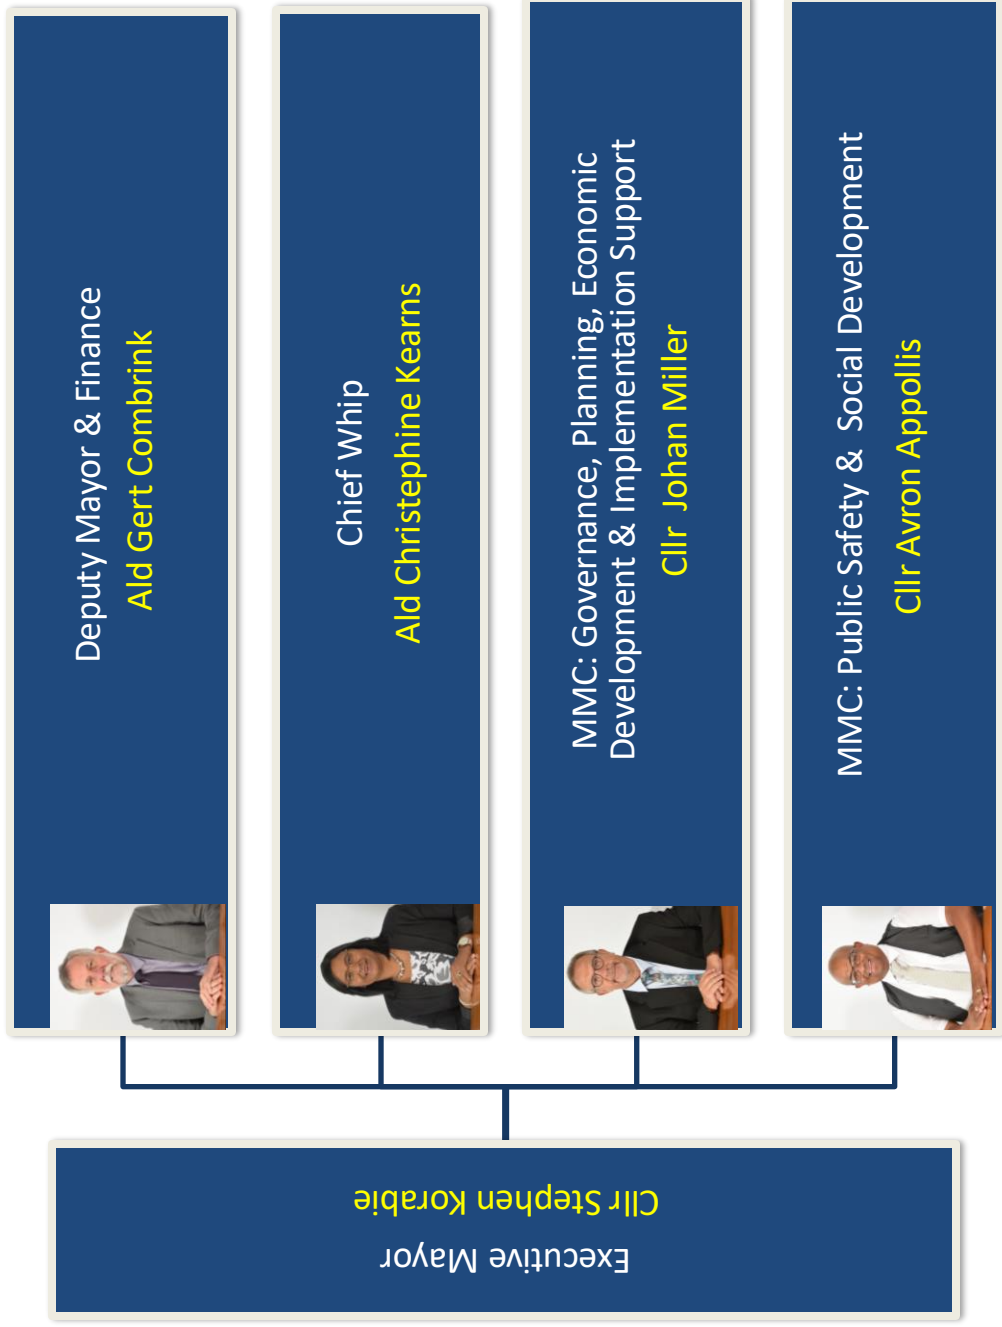 Executive Mayor
Cllr Stephen Korabie
Deputy Mayor & Finance
Ald Gert Combrink
Chief Whip
Ald Christephine Kearns
MMC: Governance, Planning, Economic
Development & Implementation Support
Cllr Johan Miller
MMC: Public Safety & Social Development
Cllr Avron Appollis